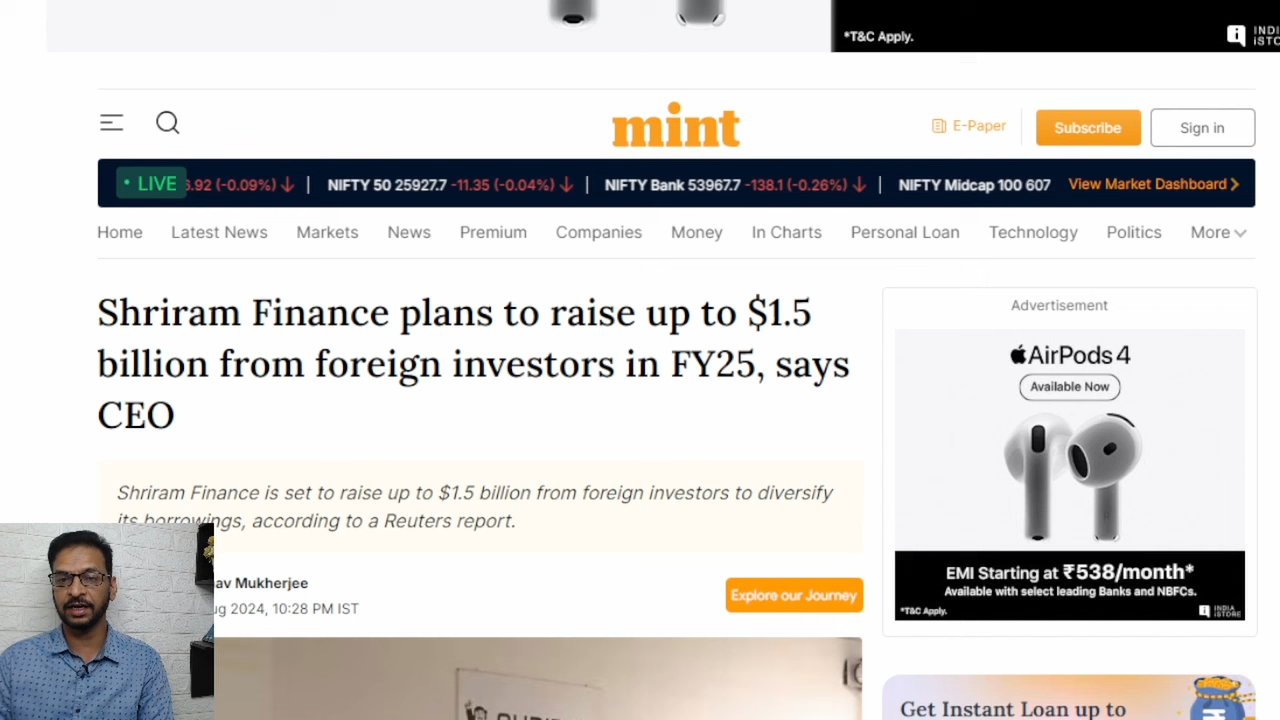 *T&C Apply.
mint
E-Paper
Subscribe
Sign in
• LIVE
6.92 (-0.09%) | NIFTY 50 25927.7 -11.35 (-0.04%) | NIFTY Bank 53967.7 -138.1 (-0.26%) | NIFTY Midcap 100 607
View Market Dashboard
Home Latest News Markets News Premium Companies Money In Charts Personal Loan Technology Politics More
Shriram Finance plans to raise up to $1.5
billion from foreign investors in FY25, says
CEO
Shriram Finance is set to raise up to $1.5 billion from foreign investors to diversify
its borrowings, according to a Reuters report.
Mukherjee
2024, 10:28 PM IST
Explore our Journey
Advertisement
AirPods 4
Available Now
EMI Starting at ₹538/month*
Available with select leading Banks and NBFCs.
*T&C Apply.
INDIA
iSTORE
Get Instant Loan up to